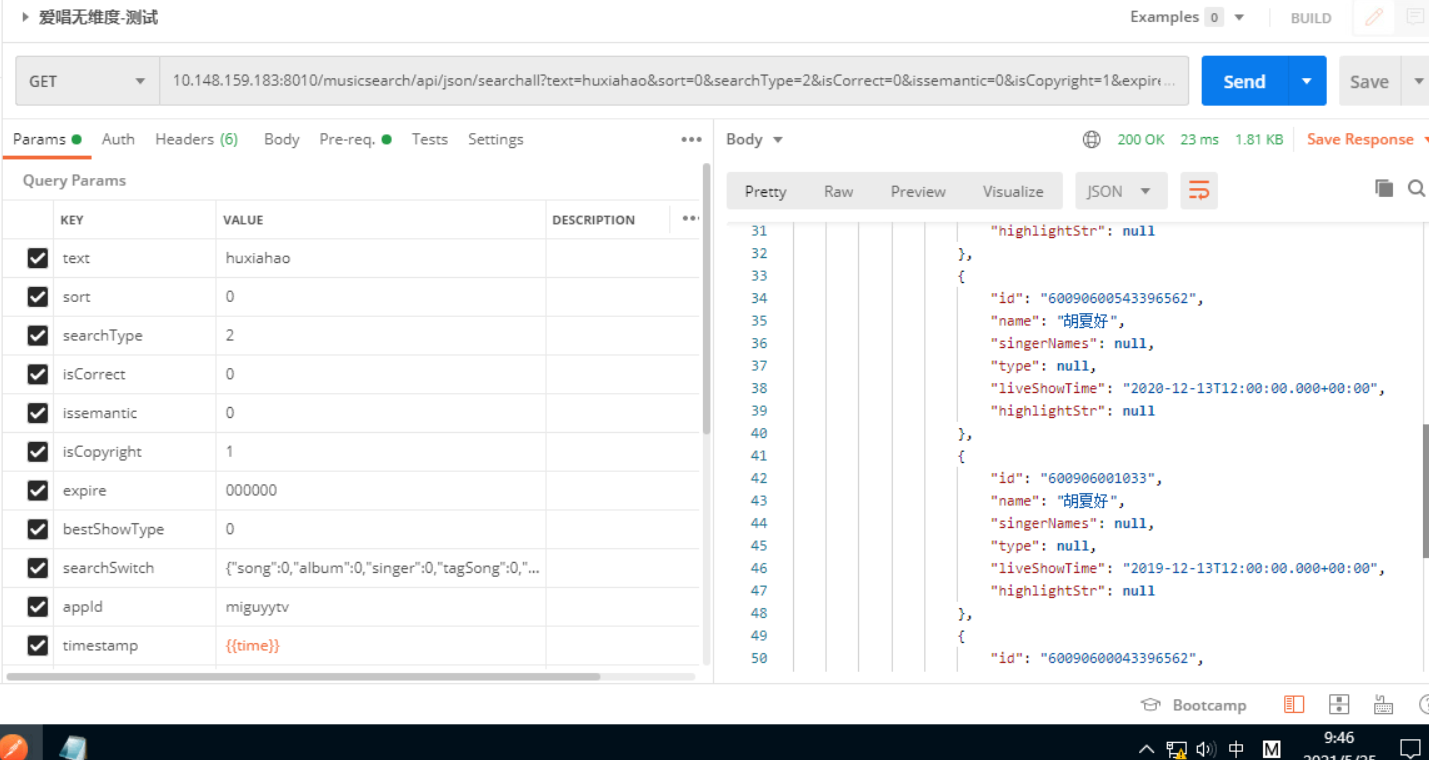 爱唱无维度-测试
Examples 0 BUILD
GET 10.148.159.183:8010/musicsearch/api/json/searchall?text=huxiahao&sort=0&searchType=2&isCorrect=0&issemantic=0&isCopyright=1&expire... Send Save
Params Auth Headers (6) Body Pre-req. Tests Settings
Query Params
KEY VALUE DESCRIPTION
text huxiahao
sort 0
searchType 2
isCorrect 0
issemantic 0
isCopyright 1
expire 000000
bestShowType 0
searchSwitch {"song":0,"album":0,"singer":0,"tagSong":0,"...
appId miguyytv
timestamp {{time}}
Body 200 OK 23 ms 1.81 KB Save Response
Pretty Raw Preview Visualize JSON
31 "highlightStr": null
32 },
33 {
34 "id": "60090600543396562",
35 "name": "胡夏好",
36 "singerNames": null,
37 "type": null,
38 "liveShowTime": "2020-12-13T12:00:00.000+00:00",
39 "highlightStr": null
40 },
41 {
42 "id": "600906001033",
43 "name": "胡夏好",
44 "singerNames": null,
45 "type": null,
46 "liveShowTime": "2019-12-13T12:00:00.000+00:00",
47 "highlightStr": null
48 },
49 {
50 "id": "60090600043396562",
Bootcamp
中 M 9:46
2021/5/25